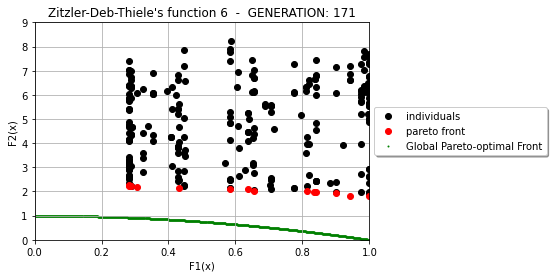 Zitzler-Deb-Thiele's function 6 - GENERATION: 171
9
8
7
6
5
4
3
2
1
0
F2(x)
0.0 0.2 0.4 0.6 0.8 1.0
F1(x)
individuals
pareto front
Global Pareto-optimal Front